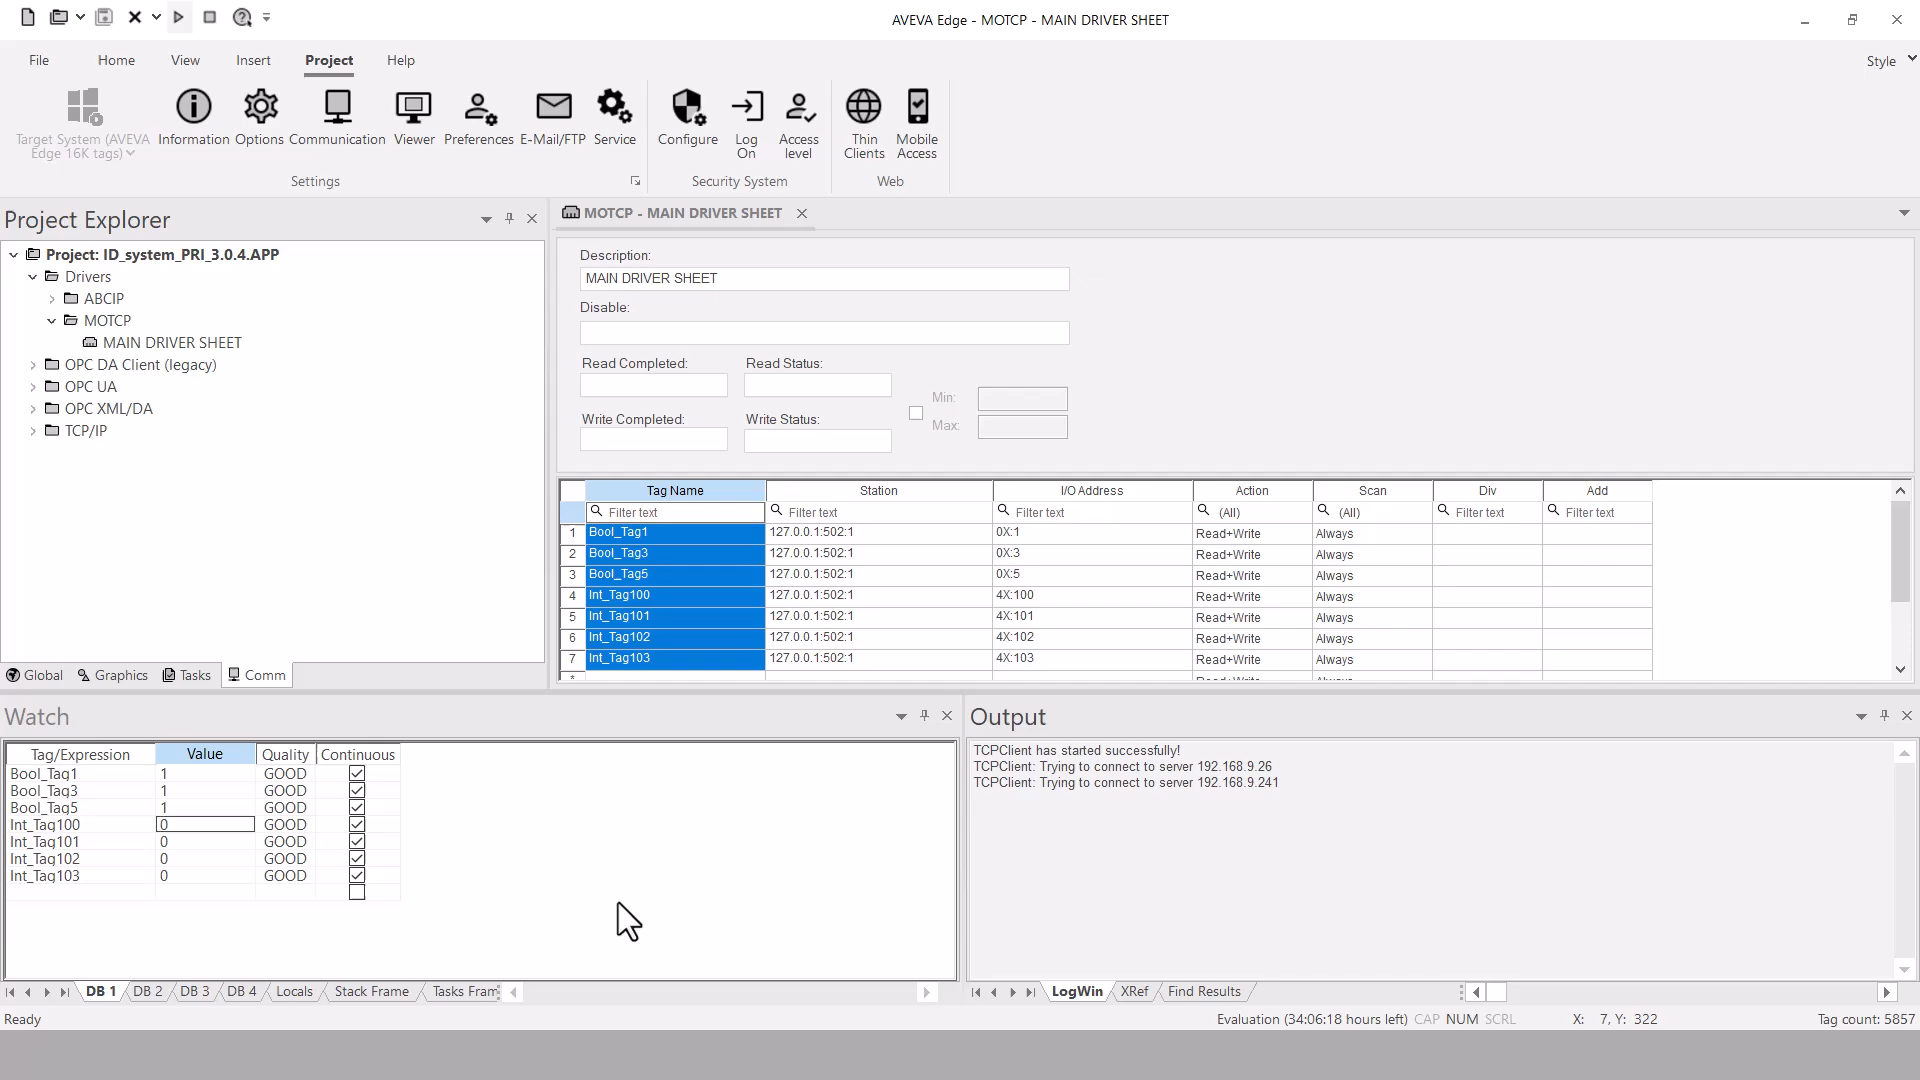 AVEVA Edge - MOTCP - MAIN DRIVER SHEET
File Home View Insert Project Help Style
Target System (AVEVA Edge 16K tags)
Information Options Communication Viewer Preferences E-Mail/FTP Service
Configure Log On Access level
Thin Clients Mobile Access
Settings Security System Web
Project Explorer
Project: ID_system_PRI_3.0.4.APP
Drivers
ABCIP
MOTCP
MAIN DRIVER SHEET
OPC DA Client (legacy)
OPC UA
OPC XML/DA
TCP/IP
Global Graphics Tasks Comm
MOTCP - MAIN DRIVER SHEET
Description:
MAIN DRIVER SHEET
Disable:
Read Completed: Read Status:
Min:
Write Completed: Write Status:
Max:
Tag Name Station I/O Address Action Scan Div Add
Filter text Filter text Filter text (All) (All) Filter text Filter text
1 Bool_Tag1 127.0.0.1:502:1 0X:1 Read+Write Always
2 Bool_Tag3 127.0.0.1:502:1 0X:3 Read+Write Always
3 Bool_Tag5 127.0.0.1:502:1 0X:5 Read+Write Always
4 Int_Tag100 127.0.0.1:502:1 4X:100 Read+Write Always
5 Int_Tag101 127.0.0.1:502:1 4X:101 Read+Write Always
6 Int_Tag102 127.0.0.1:502:1 4X:102 Read+Write Always
7 Int_Tag103 127.0.0.1:502:1 4X:103 Read+Write Always
* Read+Write Always
Watch
Tag/Expression Value Quality Continuous
Bool_Tag1 1 GOOD
Bool_Tag3 1 GOOD
Bool_Tag5 1 GOOD
Int_Tag100 0 GOOD
Int_Tag101 0 GOOD
Int_Tag102 0 GOOD
Int_Tag103 0 GOOD
DB 1 DB 2 DB 3 DB 4 Locals Stack Frame Tasks Fram
Output
TCPClient has started successfully!
TCPClient: Trying to connect to server 192.168.9.26
TCPClient: Trying to connect to server 192.168.9.241
LogWin XRef Find Results
Ready Evaluation (34:06:18 hours left) CAP NUM SCRL X: 7, Y: 322 Tag count: 5857